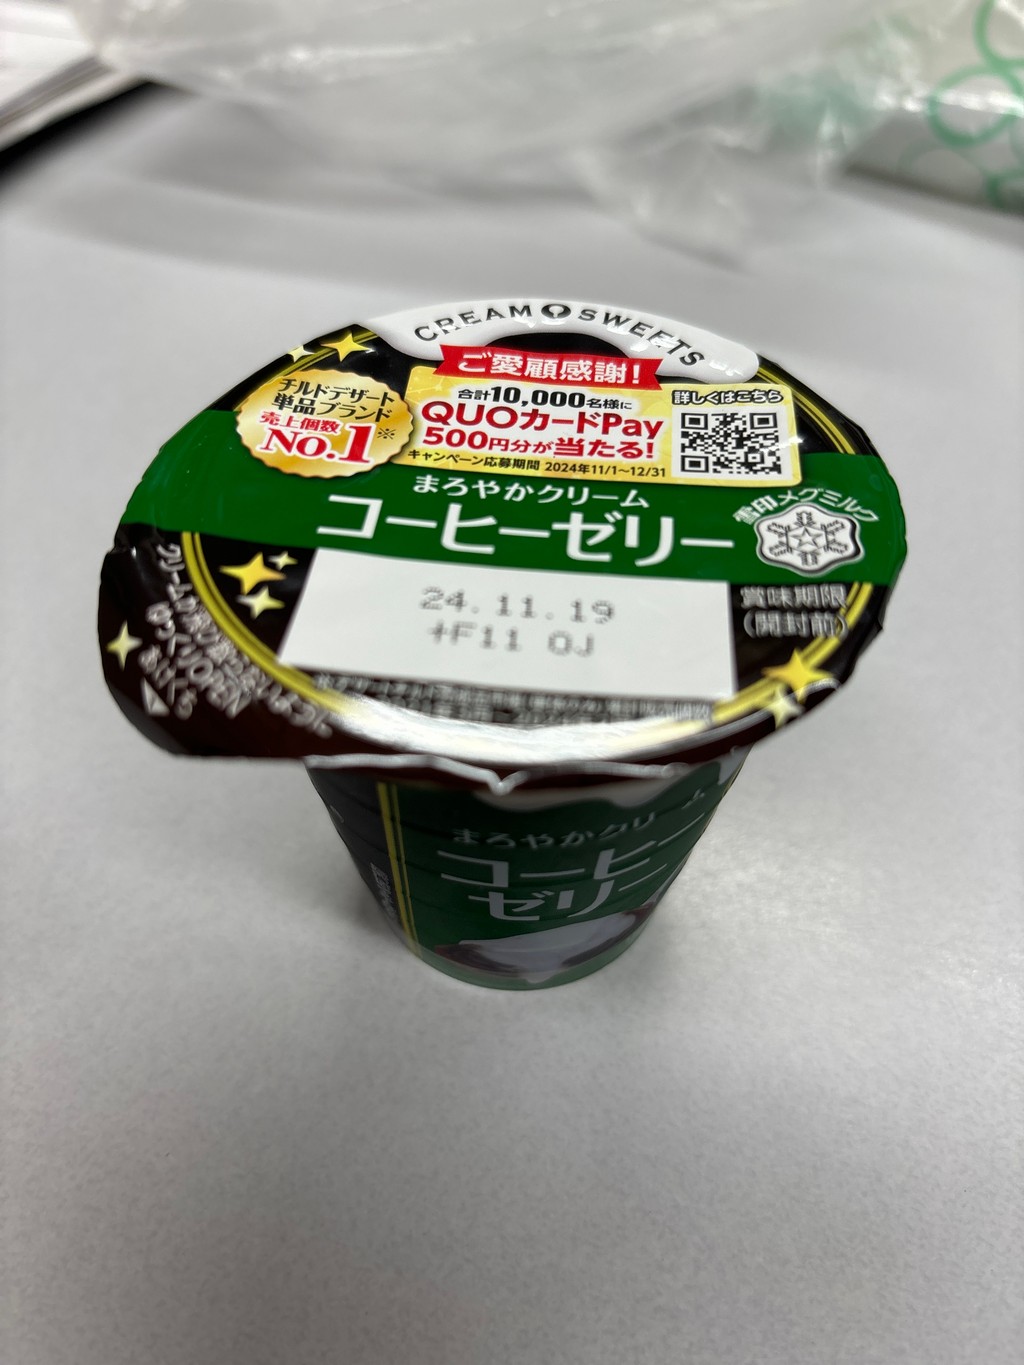 CREAM SWEETS
ご愛顧感謝!
チルドデザート
単品ブランド
売上個数
No.1※
合計10,000名様に
QUOカードPay
500円分が当たる!
キャンペーン応募期間 2024年11/1〜12/31
詳しくはこちら
まろやかクリーム
コーヒーゼリー
雪印メグミルク
賞味期限
(開封前)
24.11.19
まろやかクリーム
コーヒー
ゼリー